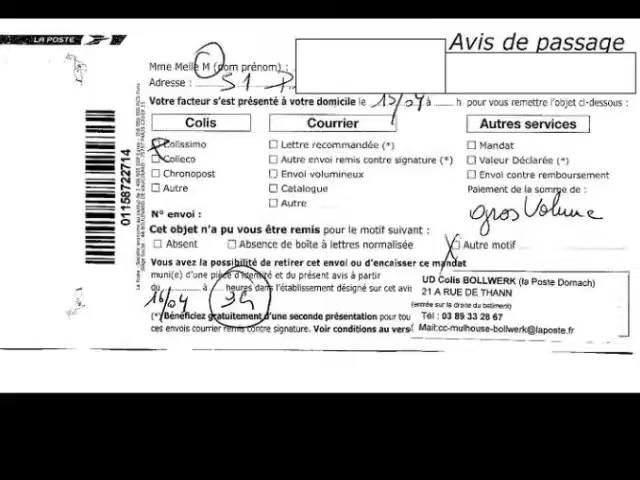 LA POSTE
Avis de passage
Mme Melle M (nom prénom) :
Adresse : 51
Votre facteur s'est présenté à votre domicile le 15/04 à h pour vous remettre l'objet ci-dessous :
Colis Courrier Autres services
Colissimo Lettre recommandée (*) Mandat
Colieco Autre envoi remis contre signature (*) Valeur Déclarée (*)
Chronopost Envoi volumineux Envoi contre remboursement
Autre Catalogue Paiement de la somme de :
Autre
gros Volume
N° envoi :
Cet objet n'a pu vous être remis pour le motif suivant :
Absent Absence de boîte à lettres normalisée Autre motif
Vous avez la possibilité de retirer cet envoi ou d'encaisser ce mandat
muni(e) d'une pièce d'identité et du présent avis à partir
du à heures dans l'établissement désigné sur cet avis
16/04
(*) Bénéficiez gratuitement d'une seconde présentation pour tou
ces envois courrier remis contre signature. Voir conditions au verso
UD Colis BOLLWERK (la Poste Dornach)
21 A RUE DE THANN
(entrée sur la droite du batiment)
Tél : 03 89 33 28 67
Mail:cc-mulhouse-bollwerk@laposte.fr
01158722714